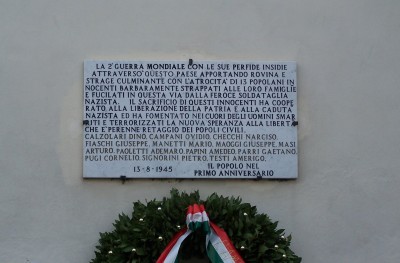 LA 2ª GUERRA MONDIALE CON LE SUE PERFIDE INSIDIE
ATTRAVERSO' QUESTO PAESE APPORTANDO ROVINA E
STRAGE CULMINANTE CON L'ATROCITA' DI 13 POPOLANI IN
NOCENTI BARBARAMENTE STRAPPATI ALLE LORO FAMIGLIE
E FUCILATI IN QUESTA VIA DALLA FEROCE SOLDATAGLIA
NAZISTA. IL SACRIFICIO DI QUESTI INNOCENTI HA COOPE
RATO ALLA LIBERAZIONE DELLA PATRIA E ALLA CADUTA
NAZISTA ED HA FOMENTATO NEI CUORI DEGLI UOMINI SMAR
RITI E TERRORIZZATI LA NUOVA SPERANZA ALLA LIBERTA'
CHE E' PERENNE RETAGGIO DEI POPOLI CIVILI.
CALZOLARI DINO, CAMPANI OVIDIO, CHECCHI NARCISO,
FIASCHI GIUSEPPE, MANETTI MARIO, MAOGGI GIUSEPPE, MASI
ARTURO, PAOLETTI ADEMARO, PAPINI AMEDEO, PARRI GAETANO,
PUGI CORNELIO, SIGNORINI PIETRO, TESTI AMERIGO.
13-8-1945 IL POPOLO NEL
PRIMO ANNIVERSARIO